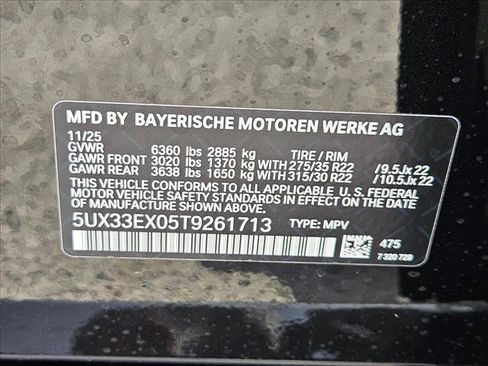 MFD BY BAYERISCHE MOTOREN WERKE AG
11/25
GVWR 6360 lbs 2885 kg TIRE / RIM
GAWR FRONT 3020 lbs 1370 kg WITH 275/35 R22 / 9.5Jx22
GAWR REAR 3638 lbs 1650 kg WITH 315/30 R22 / 10.5Jx22
THIS VEHICLE CONFORMS TO ALL APPLICABLE U.S. FEDERAL
MOTOR VEHICLE SAFETY STANDARDS IN EFFECT ON THE DATE
OF MANUFACTURE SHOWN ABOVE.
5UX33EX05T9261713 TYPE: MPV
475
7 320 729